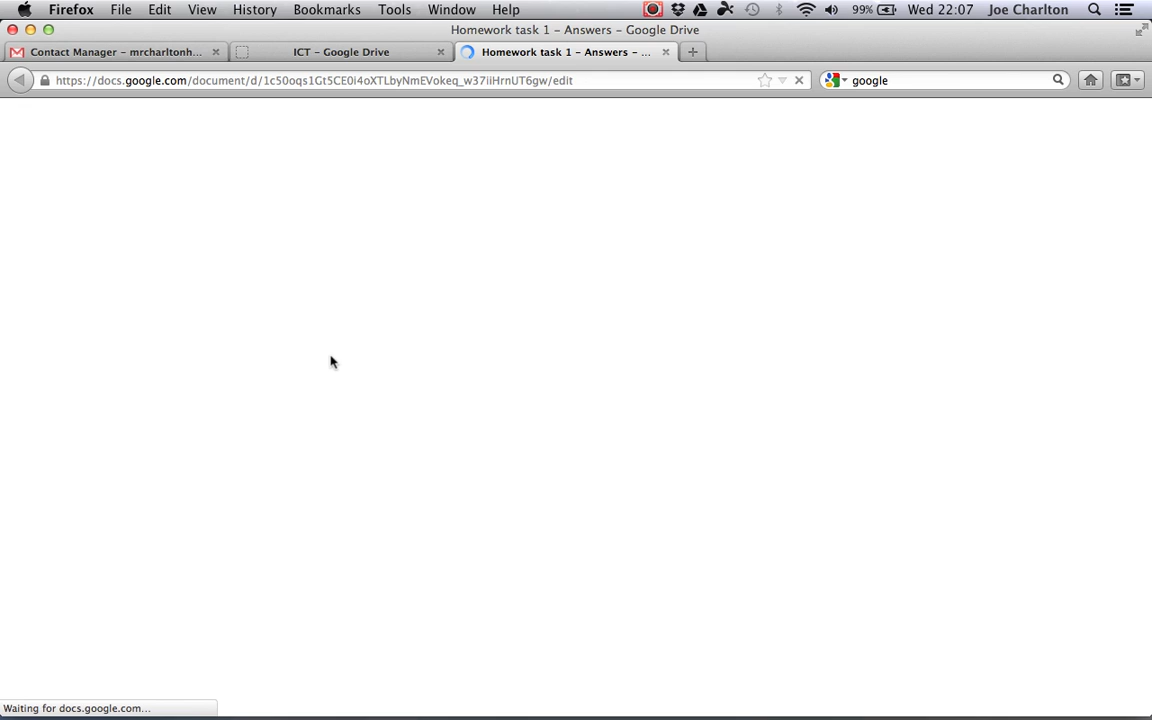 Firefox File Edit View History Bookmarks Tools Window Help 99% Wed 22:07 Joe Charlton
Homework task 1 – Answers – Google Drive
Contact Manager – mrcharltonh... ICT – Google Drive Homework task 1 – Answers – ...
https://docs.google.com/document/d/1c50oqs1Gt5CE0i4oXTLbyNmEVokeq_w37iiHrnUT6gw/edit google
Waiting for docs.google.com...